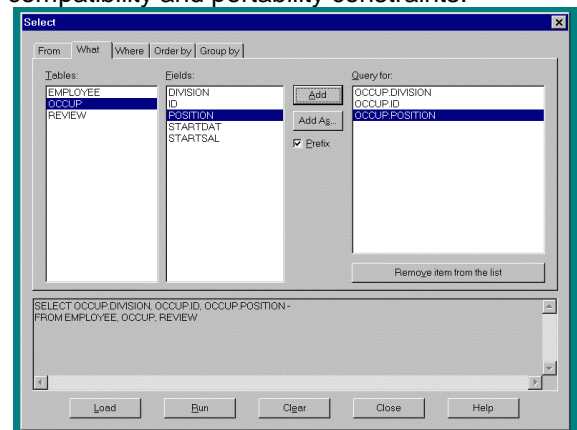 compatibility and portability constraints.
Select
From What Where Order by Group by
Tables: Fields: Query for:
EMPLOYEE DIVISION Add OCCUP.DIVISION
OCCUP ID OCCUP.ID
REVIEW POSITION Add As... OCCUP.POSITION
STARTDAT
STARTSAL Prefix
Remove item from the list
SELECT OCCUP.DIVISION, OCCUP.ID, OCCUP.POSITION -
FROM EMPLOYEE, OCCUP, REVIEW
Load Run Clear Close Help